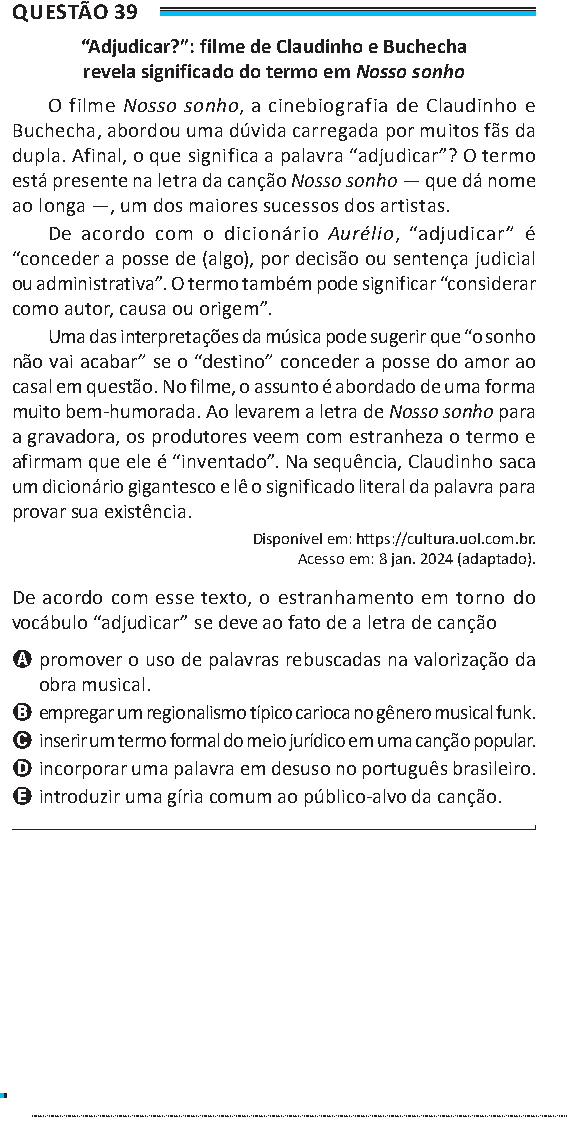 QUESTÃO 39
“Adjudicar?”: filme de Claudinho e Buchecha
revela significado do termo em Nosso sonho
O filme Nosso sonho, a cinebiografia de Claudinho e
Buchecha, abordou uma dúvida carregada por muitos fãs da
dupla. Afinal, o que significa a palavra “adjudicar”? O termo
está presente na letra da canção Nosso sonho — que dá nome
ao longa —, um dos maiores sucessos dos artistas.
De acordo com o dicionário Aurélio, “adjudicar” é
“conceder a posse de (algo), por decisão ou sentença judicial
ou administrativa”. O termo também pode significar “considerar
como autor, causa ou origem”.
Uma das interpretações da música pode sugerir que “o sonho
não vai acabar” se o “destino” conceder a posse do amor ao
casal em questão. No filme, o assunto é abordado de uma forma
muito bem-humorada. Ao levarem a letra de Nosso sonho para
a gravadora, os produtores veem com estranheza o termo e
afirmam que ele é “inventado”. Na sequência, Claudinho saca
um dicionário gigantesco e lê o significado literal da palavra para
provar sua existência.
Disponível em: https://cultura.uol.com.br.
Acesso em: 8 jan. 2024 (adaptado).
De acordo com esse texto, o estranhamento em torno do
vocábulo “adjudicar” se deve ao fato de a letra de canção
A promover o uso de palavras rebuscadas na valorização da
obra musical.
B empregar um regionalismo típico carioca no gênero musical funk.
C inserir um termo formal do meio jurídico em uma canção popular.
D incorporar uma palavra em desuso no português brasileiro.
E introduzir uma gíria comum ao público-alvo da canção.